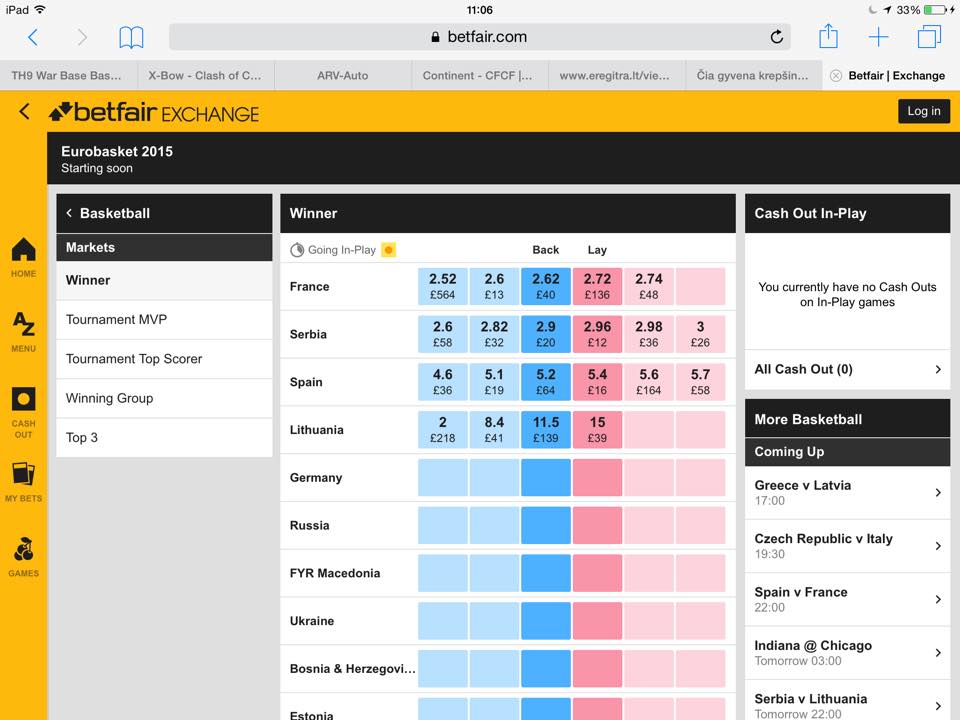 iPad 11:06 33%
betfair.com
TH9 War Base Bas... X-Bow - Clash of C... ARV-Auto Continent - CFCF |... www.eregitra.lt/vie... Čia gyvena krepšin... Betfair | Exchange
betfair EXCHANGE Log in
Eurobasket 2015
Starting soon
HOME
AZ
MENU
CASH
OUT
MY BETS
GAMES
Basketball
Markets
Winner
Tournament MVP
Tournament Top Scorer
Winning Group
Top 3
Winner
Going In-Play Back Lay
France 2.52 2.6 2.62 2.72 2.74
£564 £13 £40 £136 £48
Serbia 2.6 2.82 2.9 2.96 2.98 3
£58 £32 £20 £12 £36 £26
Spain 4.6 5.1 5.2 5.4 5.6 5.7
£36 £19 £64 £16 £164 £58
Lithuania 2 8.4 11.5 15
£218 £41 £139 £39
Germany
Russia
FYR Macedonia
Ukraine
Bosnia & Herzegovi...
Estonia
Cash Out In-Play
You currently have no Cash Outs
on In-Play games
All Cash Out (0)
More Basketball
Coming Up
Greece v Latvia
17:00
Czech Republic v Italy
19:30
Spain v France
22:00
Indiana @ Chicago
Tomorrow 03:00
Serbia v Lithuania
Tomorrow 22:00